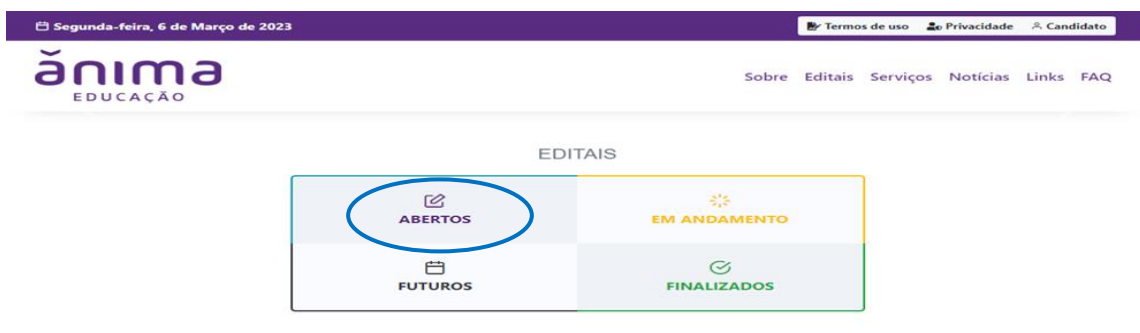 Segunda-feira, 6 de Março de 2023
Termos de uso Privacidade Candidato
ănima
EDUCAÇÃO
Sobre Editais Serviços Notícias Links FAQ
EDITAIS
ABERTOS
EM ANDAMENTO
FUTUROS
FINALIZADOS